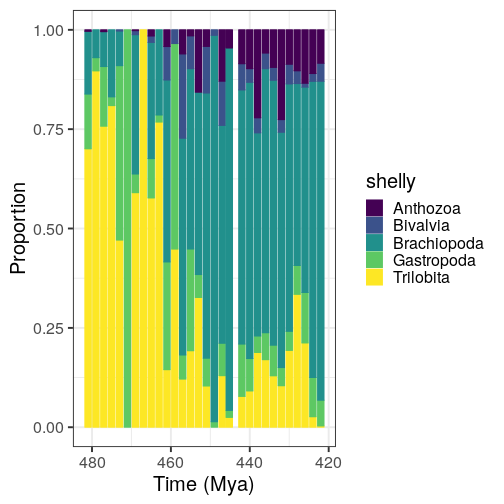 1.00
0.75
0.50
0.25
0.00
Proportion
480
460
440
420
Time (Mya)
shelly
Anthozoa
Bivalvia
Brachiopoda
Gastropoda
Trilobita